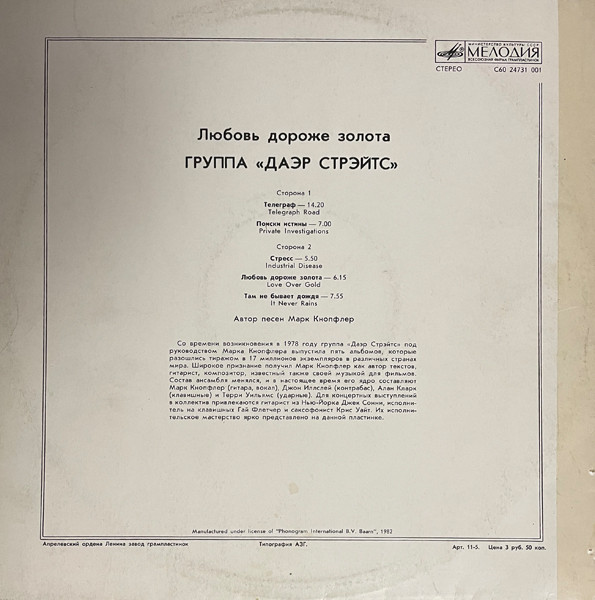 МИНИСТЕРСТВО КУЛЬТУРЫ СССР
МЕЛОДИЯ
ВСЕСОЮЗНАЯ ФИРМА ГРАМПЛАСТИНОК
СТЕРЕО С60 24731 001
Любовь дороже золота
ГРУППА «ДАЭР СТРЭЙТС»
Сторона 1
Телеграф — 14.20
Telegraph Road
Поиски истины — 7.00
Private Investigations
Сторона 2
Стресс — 5.50
Industrial Disease
Любовь дороже золота — 6.15
Love Over Gold
Там не бывает дождя — 7.55
It Never Rains
Автор песен Марк Кнопфлер
Со времени возникновения в 1978 году группа «Даэр Стрэйтс» под
руководством Марка Кнопфлера выпустила пять альбомов, которые
разошлись тиражом в 17 миллионов экземпляров в различных странах
мира. Широкое признание получил Марк Кнопфлер как автор текстов,
гитарист, композитор, известный также своей музыкой для фильмов.
Состав ансамбля менялся, и в настоящее время его ядро составляют
Марк Кнопфлер (гитара, вокал), Джон Иллслей (контрабас), Алан Кларк
(клавишные) и Терри Уильямс (ударные). Для концертных выступлений
в коллектив привлекаются гитарист из Нью-Йорка Джек Сонни, исполни-
тель на клавишных Гай Флетчер и саксофонист Крис Уайт. Их исполни-
тельское мастерство ярко представлено на данной пластинке.
Manufactured under license of "Phonogram International B.V. Baarn", 1982
Апрелевский ордена Ленина завод грампластинок Типография АЗГ. Арт. 11-5. Цена 3 руб. 50 коп.